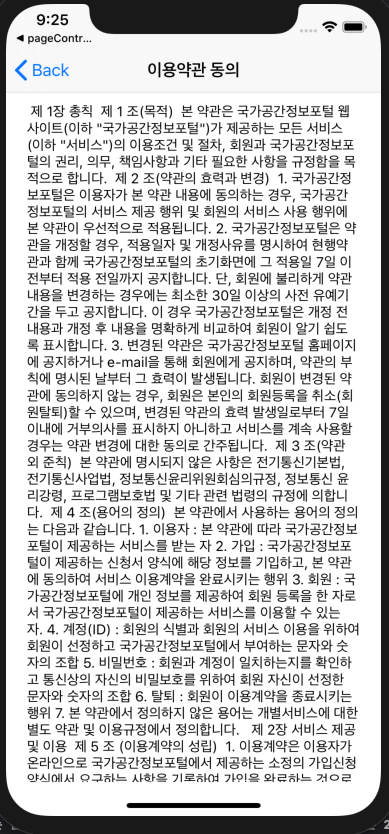 9:25
◀ pageContr...
Back
이용약관 동의
제 1장 총칙 제 1 조(목적) 본 약관은 국가공간정보포털 웹
사이트(이하 "국가공간정보포털")가 제공하는 모든 서비스
(이하 "서비스")의 이용조건 및 절차, 회원과 국가공간정보포
털의 권리, 의무, 책임사항과 기타 필요한 사항을 규정함을 목
적으로 합니다. 제 2 조(약관의 효력과 변경) 1. 국가공간정
보포털은 이용자가 본 약관 내용에 동의하는 경우, 국가공간
정보포털의 서비스 제공 행위 및 회원의 서비스 사용 행위에
본 약관이 우선적으로 적용됩니다. 2. 국가공간정보포털은 약
관을 개정할 경우, 적용일자 및 개정사유를 명시하여 현행약
관과 함께 국가공간정보포털의 초기화면에 그 적용일 7일 이
전부터 적용 전일까지 공지합니다. 단, 회원에 불리하게 약관
내용을 변경하는 경우에는 최소한 30일 이상의 사전 유예기
간을 두고 공지합니다. 이 경우 국가공간정보포털은 개정 전
내용과 개정 후 내용을 명확하게 비교하여 회원이 알기 쉽도
록 표시합니다. 3. 변경된 약관은 국가공간정보포털 홈페이지
에 공지하거나 e-mail을 통해 회원에게 공지하며, 약관의 부
칙에 명시된 날부터 그 효력이 발생됩니다. 회원이 변경된 약
관에 동의하지 않는 경우, 회원은 본인의 회원등록을 취소(회
원탈퇴)할 수 있으며, 변경된 약관의 효력 발생일로부터 7일
이내에 거부의사를 표시하지 아니하고 서비스를 계속 사용할
경우는 약관 변경에 대한 동의로 간주됩니다. 제 3 조(약관
외 준칙) 본 약관에 명시되지 않은 사항은 전기통신기본법,
전기통신사업법, 정보통신윤리위원회심의규정, 정보통신 윤
리강령, 프로그램보호법 및 기타 관련 법령의 규정에 의합니
다. 제 4 조(용어의 정의) 본 약관에서 사용하는 용어의 정의
는 다음과 같습니다. 1. 이용자 : 본 약관에 따라 국가공간정보
포털이 제공하는 서비스를 받는 자 2. 가입 : 국가공간정보포
털이 제공하는 신청서 양식에 해당 정보를 기입하고, 본 약관
에 동의하여 서비스 이용계약을 완료시키는 행위 3. 회원 : 국
가공간정보포털에 개인 정보를 제공하여 회원 등록을 한 자로
서 국가공간정보포털이 제공하는 서비스를 이용할 수 있는
자. 4. 계정(ID) : 회원의 식별과 회원의 서비스 이용을 위하여
회원이 선정하고 국가공간정보포털에서 부여하는 문자와 숫
자의 조합 5. 비밀번호 : 회원과 계정이 일치하는지를 확인하
고 통신상의 자신의 비밀보호를 위하여 회원 자신이 선정한
문자와 숫자의 조합 6. 탈퇴 : 회원이 이용계약을 종료시키는
행위 7. 본 약관에서 정의하지 않은 용어는 개별서비스에 대한
별도 약관 및 이용규정에서 정의합니다. 제 2장 서비스 제공
및 이용 제 5 조 (이용계약의 성립) 1. 이용계약은 이용자가
온라인으로 국가공간정보포털에서 제공하는 소정의 가입신청
양식에서 요구하는 사항을 기록하여 가입을 완료하는 것으로